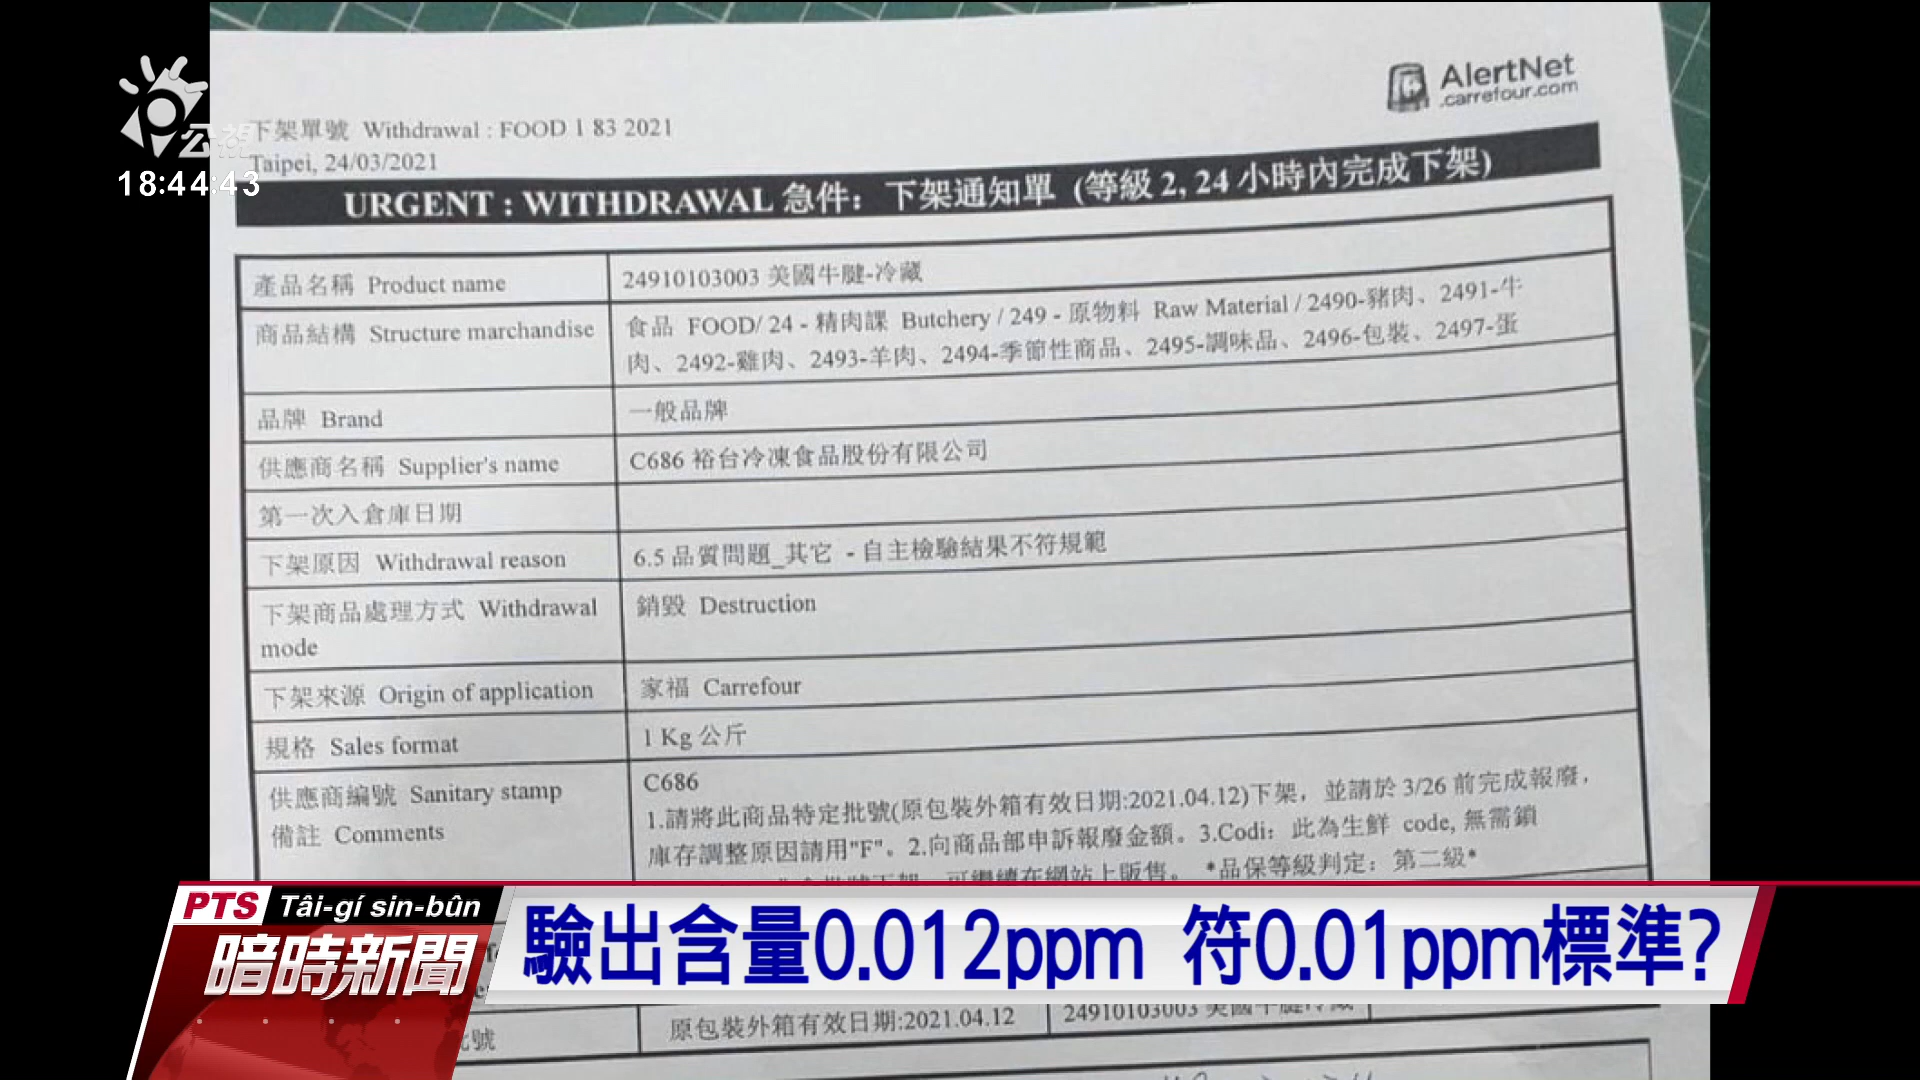 AlertNet
.carrefour.com
公視
下架單號 Withdrawal : FOOD 1 83 2021
Taipei, 24/03/2021
18:44:43
URGENT : WITHDRAWAL 急件：下架通知單 (等級 2, 24 小時內完成下架)
產品名稱 Product name
24910103003 美國牛腱-冷藏
商品結構 Structure marchandise
食品 FOOD/ 24 - 精肉課 Butchery / 249 - 原物料 Raw Material / 2490-豬肉、2491-牛
肉、2492-雞肉、2493-羊肉、2494-季節性商品、2495-調味品、2496-包裝、2497-蛋
品牌 Brand
一般品牌
供應商名稱 Supplier's name
C686 裕台冷凍食品股份有限公司
第一次入倉庫日期
下架原因 Withdrawal reason
6.5 品質問題_其它 - 自主檢驗結果不符規範
下架商品處理方式 Withdrawal
mode
銷毀 Destruction
下架來源 Origin of application
家福 Carrefour
規格 Sales format
1 Kg 公斤
供應商編號 Sanitary stamp
備註 Comments
C686
1.請將此商品特定批號(原包裝外箱有效日期:2021.04.12)下架，並請於 3/26 前完成報廢，
庫存調整原因請用"F"。2.向商品部申訴報廢金額。3.Codi：此為生鮮 code, 無需鎖
可繼續在網站上販售。 *品保等級判定：第二級*
PTS Tâi-gí sin-bûn
暗時新聞
驗出含量0.012ppm 符0.01ppm標準?
號
原包裝外箱有效日期:2021.04.12
24910103003 美國牛腱-冷藏